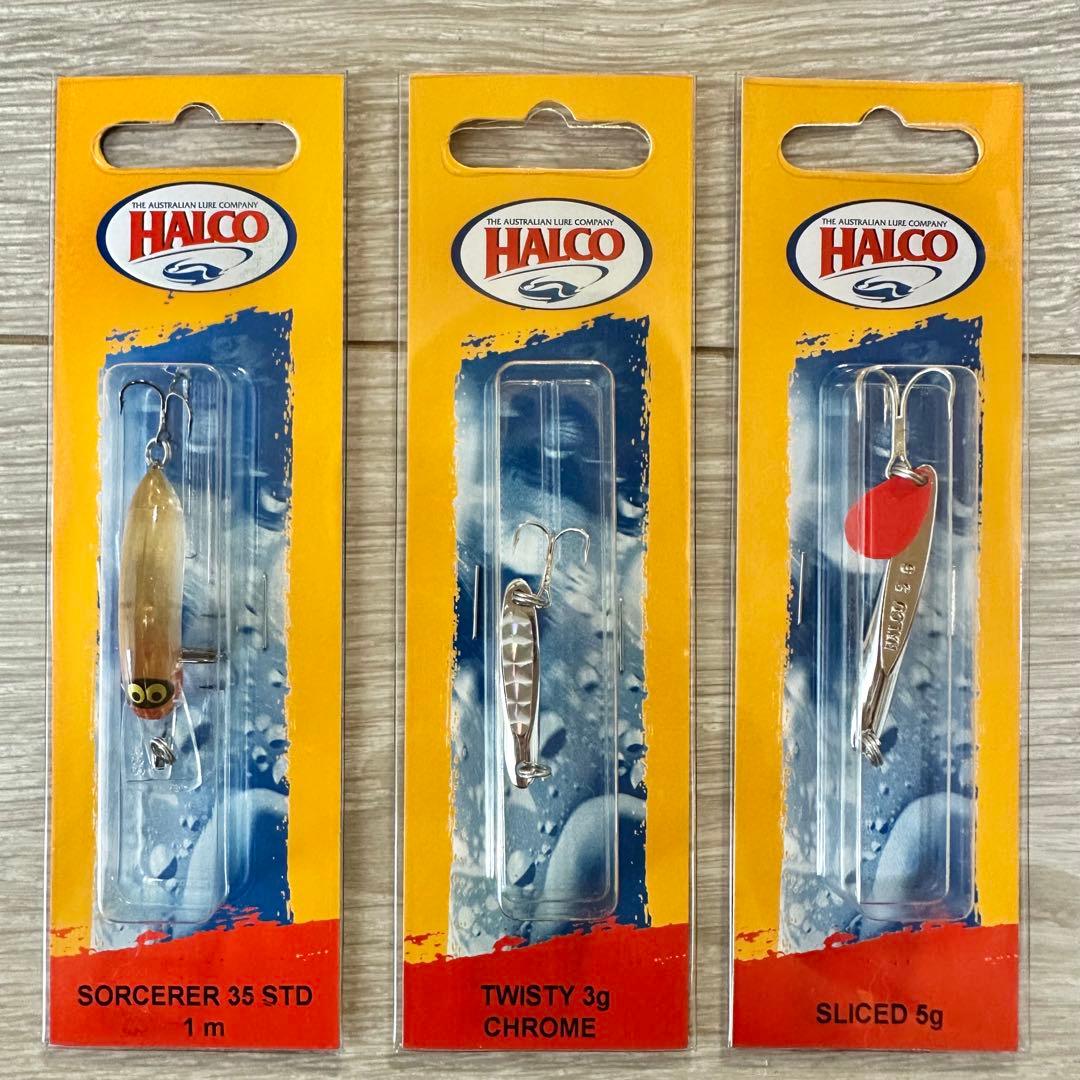 THE AUSTRALIAN LURE COMPANY
HALCO
SORCERER 35 STD
1 m
THE AUSTRALIAN LURE COMPANY
HALCO
TWISTY 3g
CHROME
THE AUSTRALIAN LURE COMPANY
HALCO
HALCO
SLICED 5g